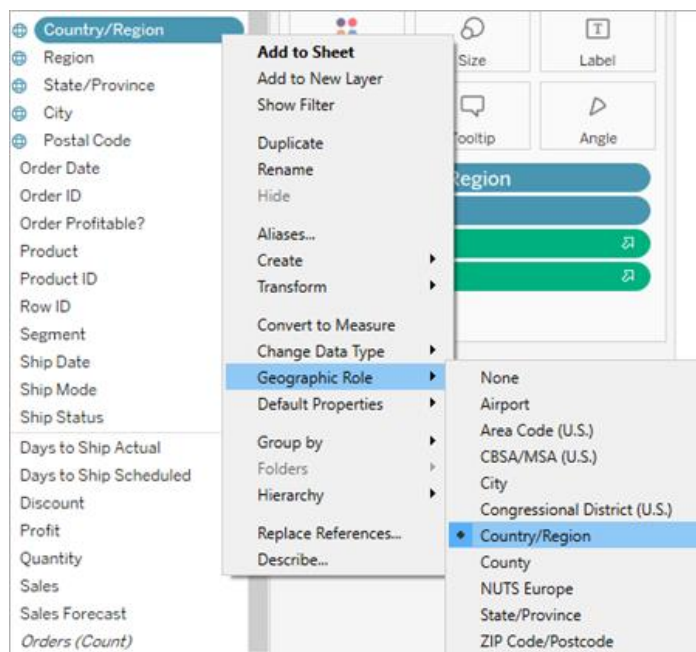 Country/Region
Region
State/Province
City
Postal Code
Order Date
Order ID
Order Profitable?
Product
Product ID
Row ID
Segment
Ship Date
Ship Mode
Ship Status
Days to Ship Actual
Days to Ship Scheduled
Discount
Profit
Quantity
Sales
Sales Forecast
Orders (Count)
Add to Sheet
Add to New Layer
Show Filter
Duplicate
Rename
Hide
Aliases...
Create
Transform
Convert to Measure
Change Data Type
Geographic Role
Default Properties
Group by
Folders
Hierarchy
Replace References...
Describe...
Size
T
Label
ooltip
Angle
Region
None
Airport
Area Code (U.S.)
CBSA/MSA (U.S.)
City
Congressional District (U.S.)
Country/Region
County
NUTS Europe
State/Province
ZIP Code/Postcode